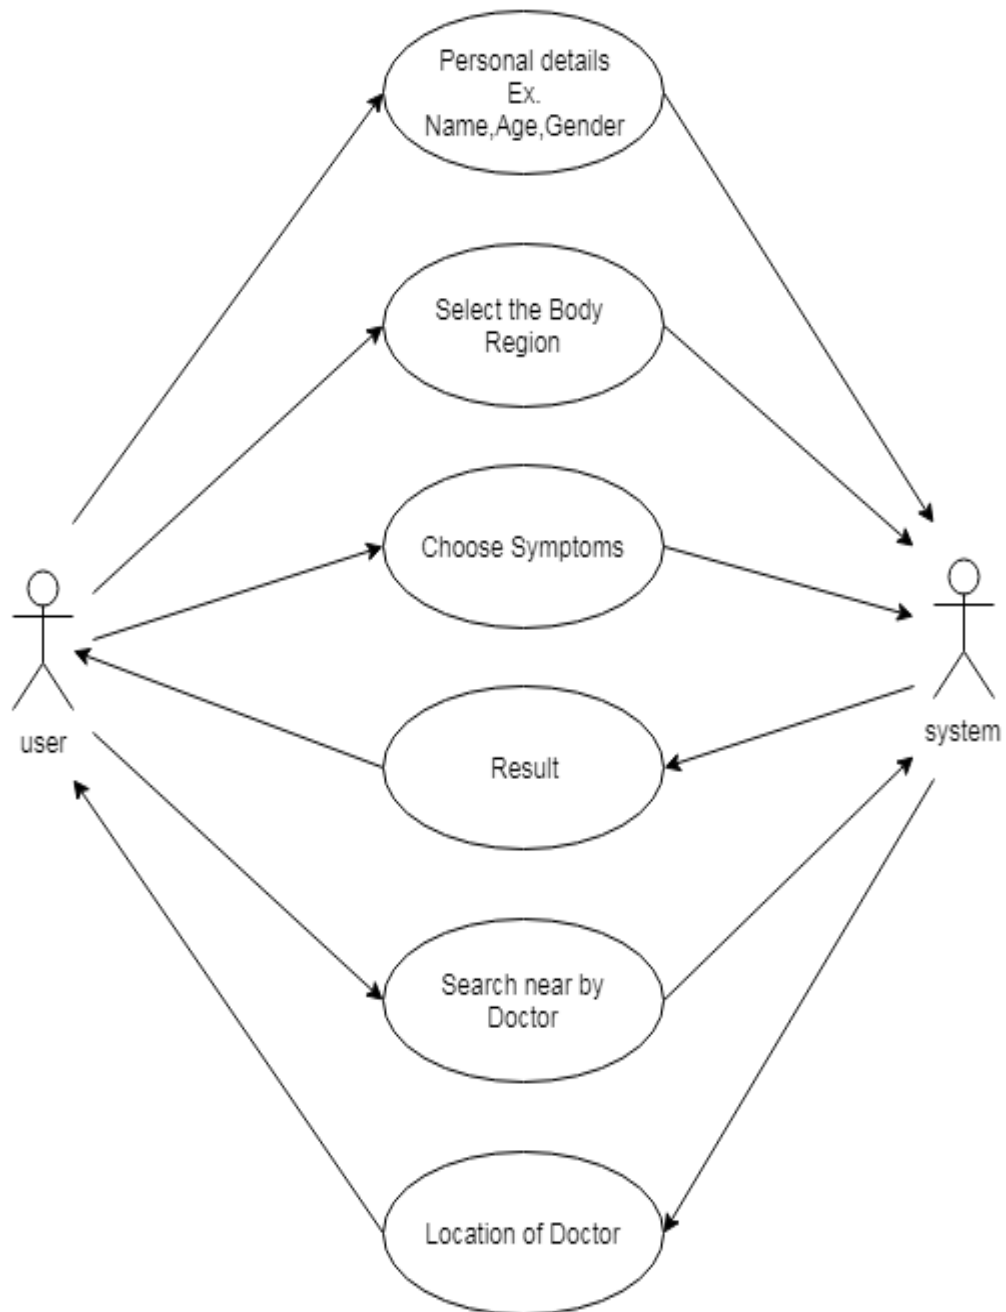 Personal details
Ex.
Name,Age,Gender
Select the Body
Region
Choose Symptoms
user
system
Result
Search near by
Doctor
Location of Doctor